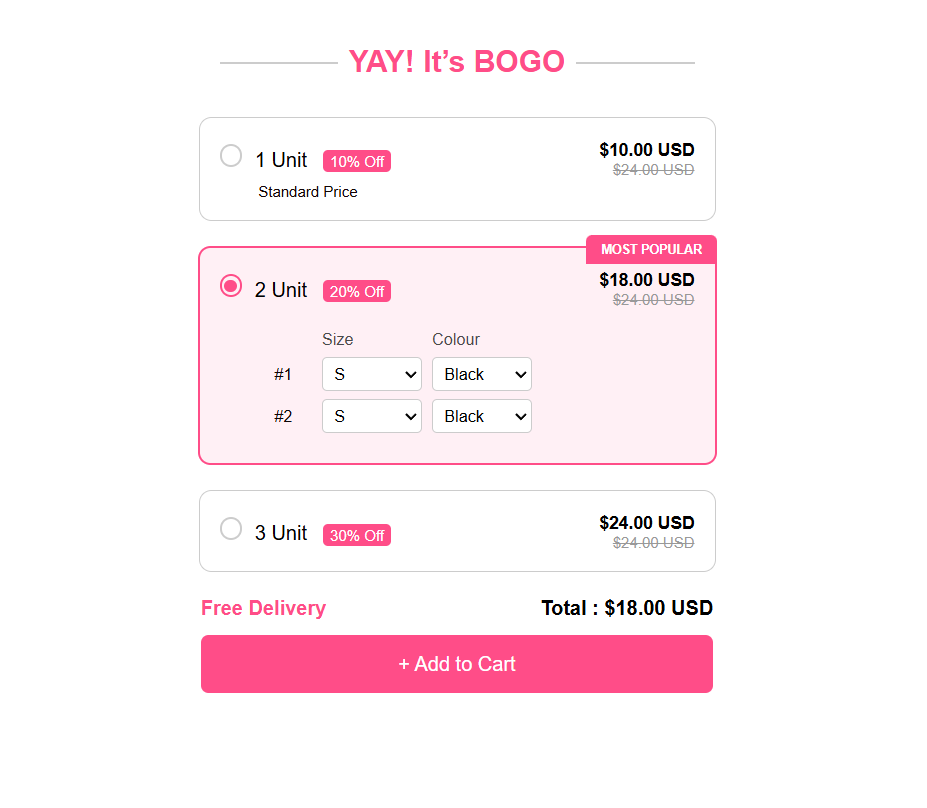 YAY! It’s BOGO
1 Unit 10% Off $10.00 USD
$24.00 USD
Standard Price
MOST POPULAR
2 Unit 20% Off $18.00 USD
$24.00 USD
Size Colour
#1 S Black
#2 S Black
3 Unit 30% Off $24.00 USD
$24.00 USD
Free Delivery Total : $18.00 USD
+ Add to Cart